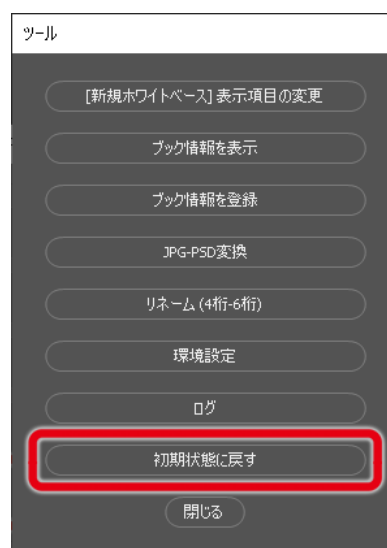 ツール
[新規ホワイトベース] 表示項目の変更
ブック情報を表示
ブック情報を登録
JPG-PSD変換
リネーム (4桁-6桁)
環境設定
ログ
初期状態に戻す
閉じる